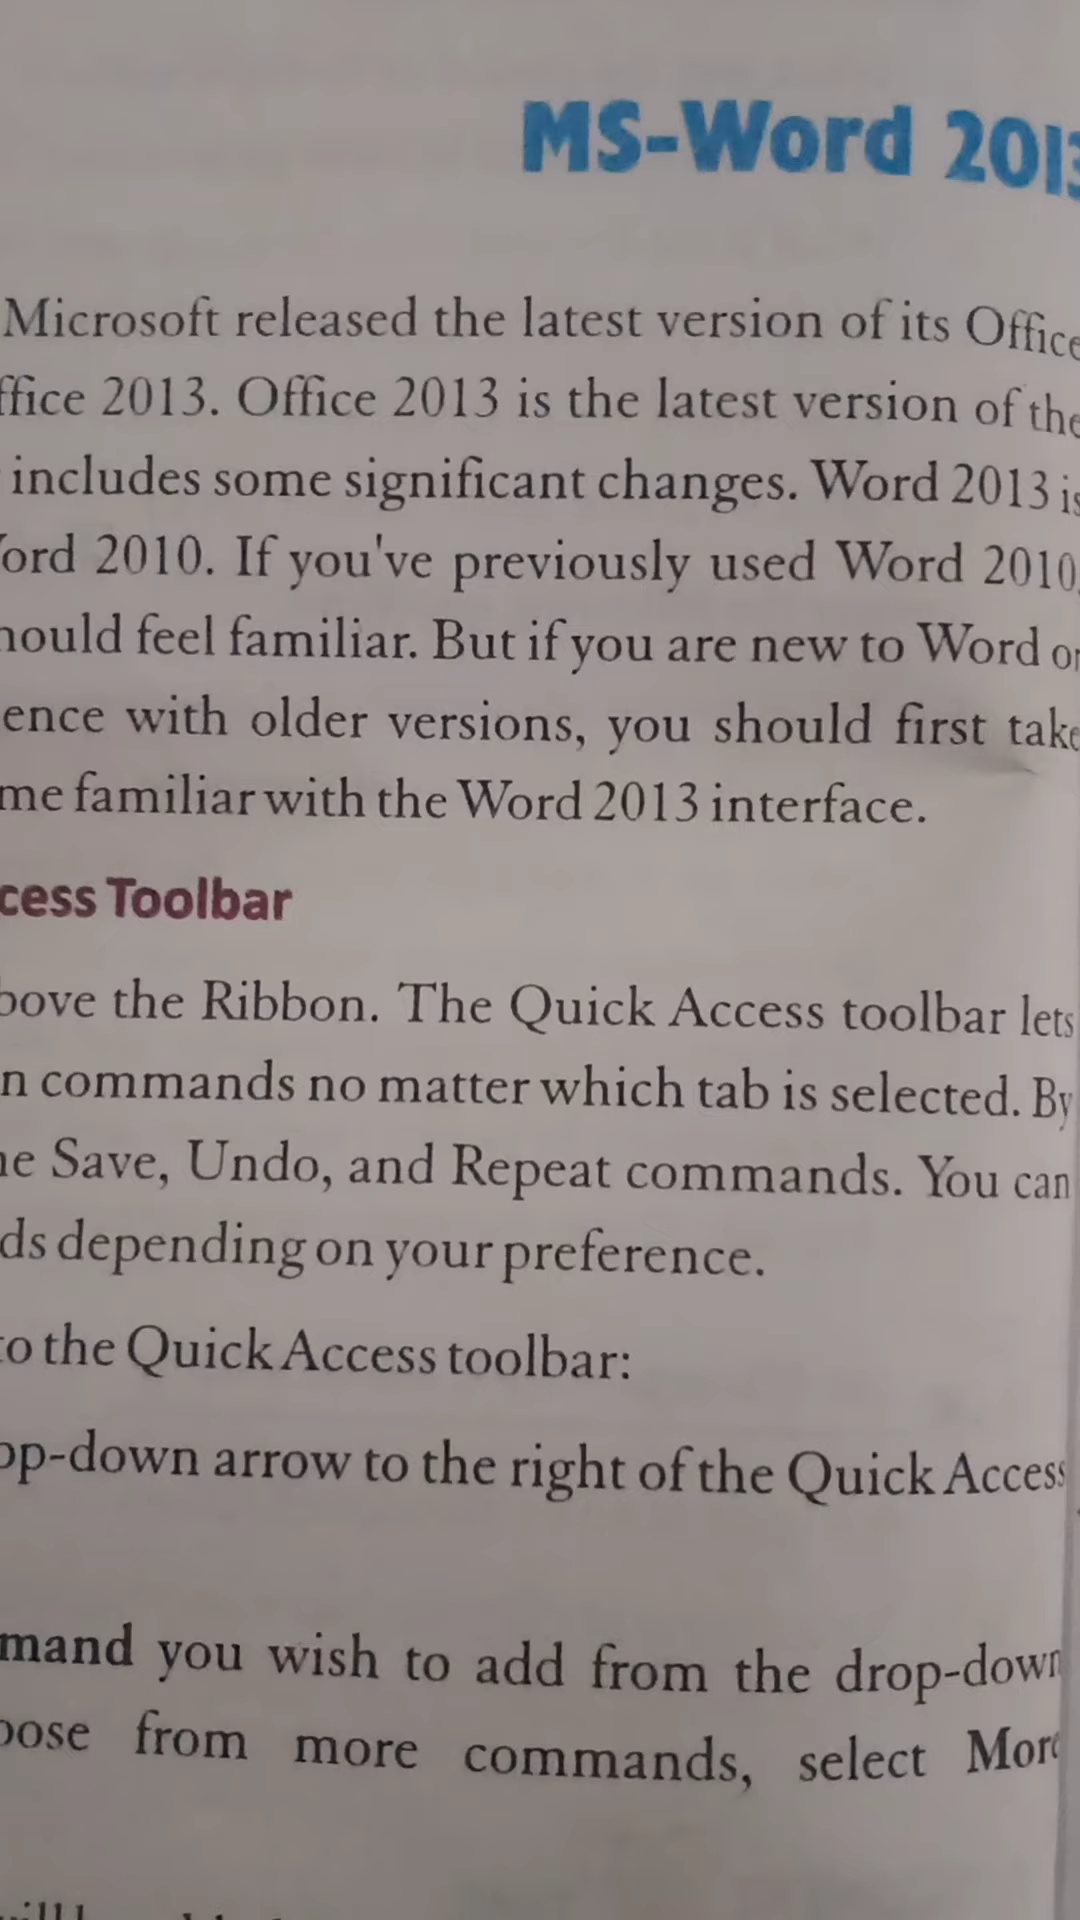 MS-Word 2013
Microsoft released the latest version of its Office
ffice 2013. Office 2013 is the latest version of the
includes some significant changes. Word 2013 is
ord 2010. If you've previously used Word 2010,
hould feel familiar. But if you are new to Word or
ence with older versions, you should first take
me familiar with the Word 2013 interface.
cess Toolbar
bove the Ribbon. The Quick Access toolbar lets
n commands no matter which tab is selected. By
he Save, Undo, and Repeat commands. You can
ds depending on your preference.
to the Quick Access toolbar:
op-down arrow to the right of the Quick Access
mand you wish to add from the drop-down
oose from more commands, select More